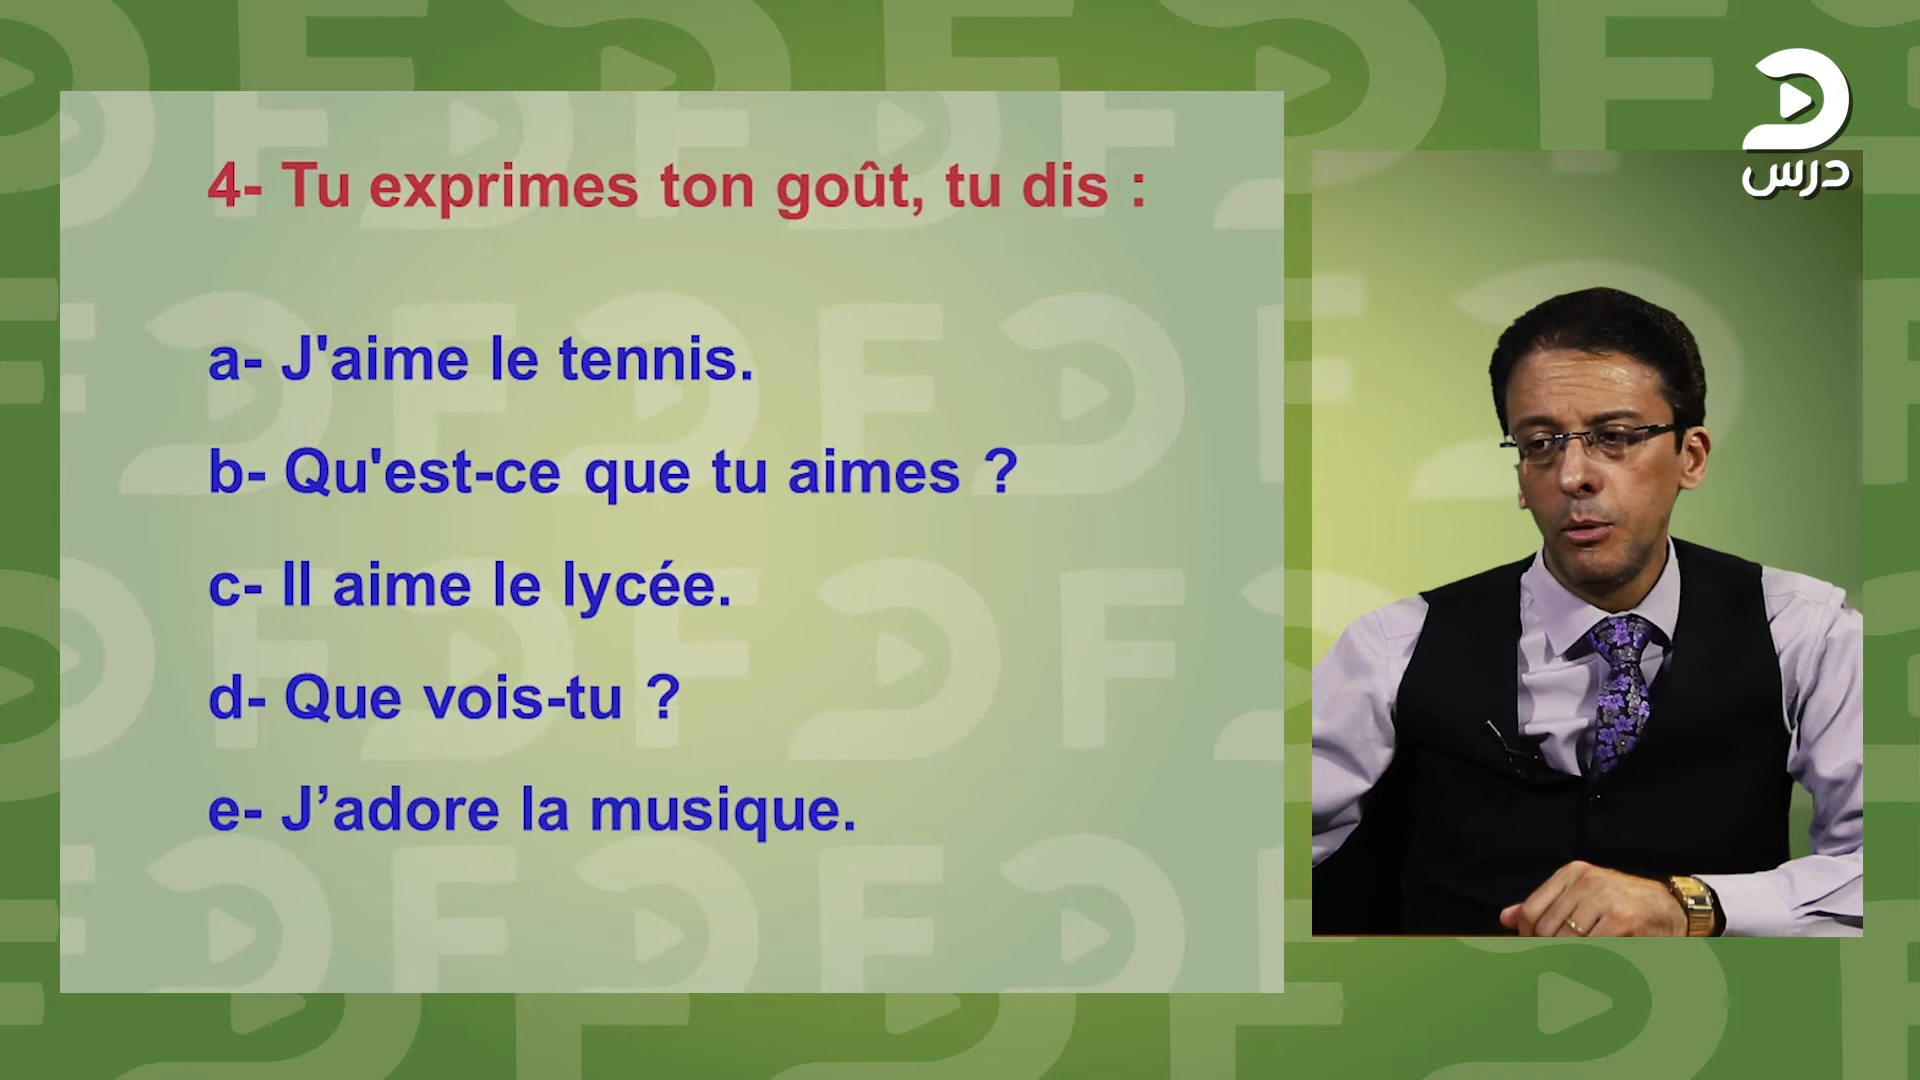 درس
4- Tu exprimes ton goût, tu dis :
a- J'aime le tennis.
b- Qu'est-ce que tu aimes ?
c- Il aime le lycée.
d- Que vois-tu ?
e- J’adore la musique.